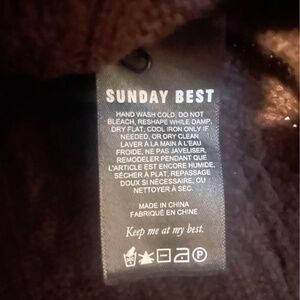 SUNDAY BEST
HAND WASH COLD, DO NOT
BLEACH, RESHAPE WHILE DAMP,
DRY FLAT, COOL IRON ONLY IF
NEEDED, OR DRY CLEAN
LAVER À LA MAIN À L'EAU
FROIDE, NE PAS JAVELISER,
REMODELER PENDANT QUE
L'ARTICLE EST ENCORE HUMIDE,
SÉCHER À PLAT, REPASSAGE
DOUX SI NÉCESSAIRE, OU
NETTOYER À SEC.
MADE IN CHINA
FABRIQUÉ EN CHINE
Keep me at my best.
P